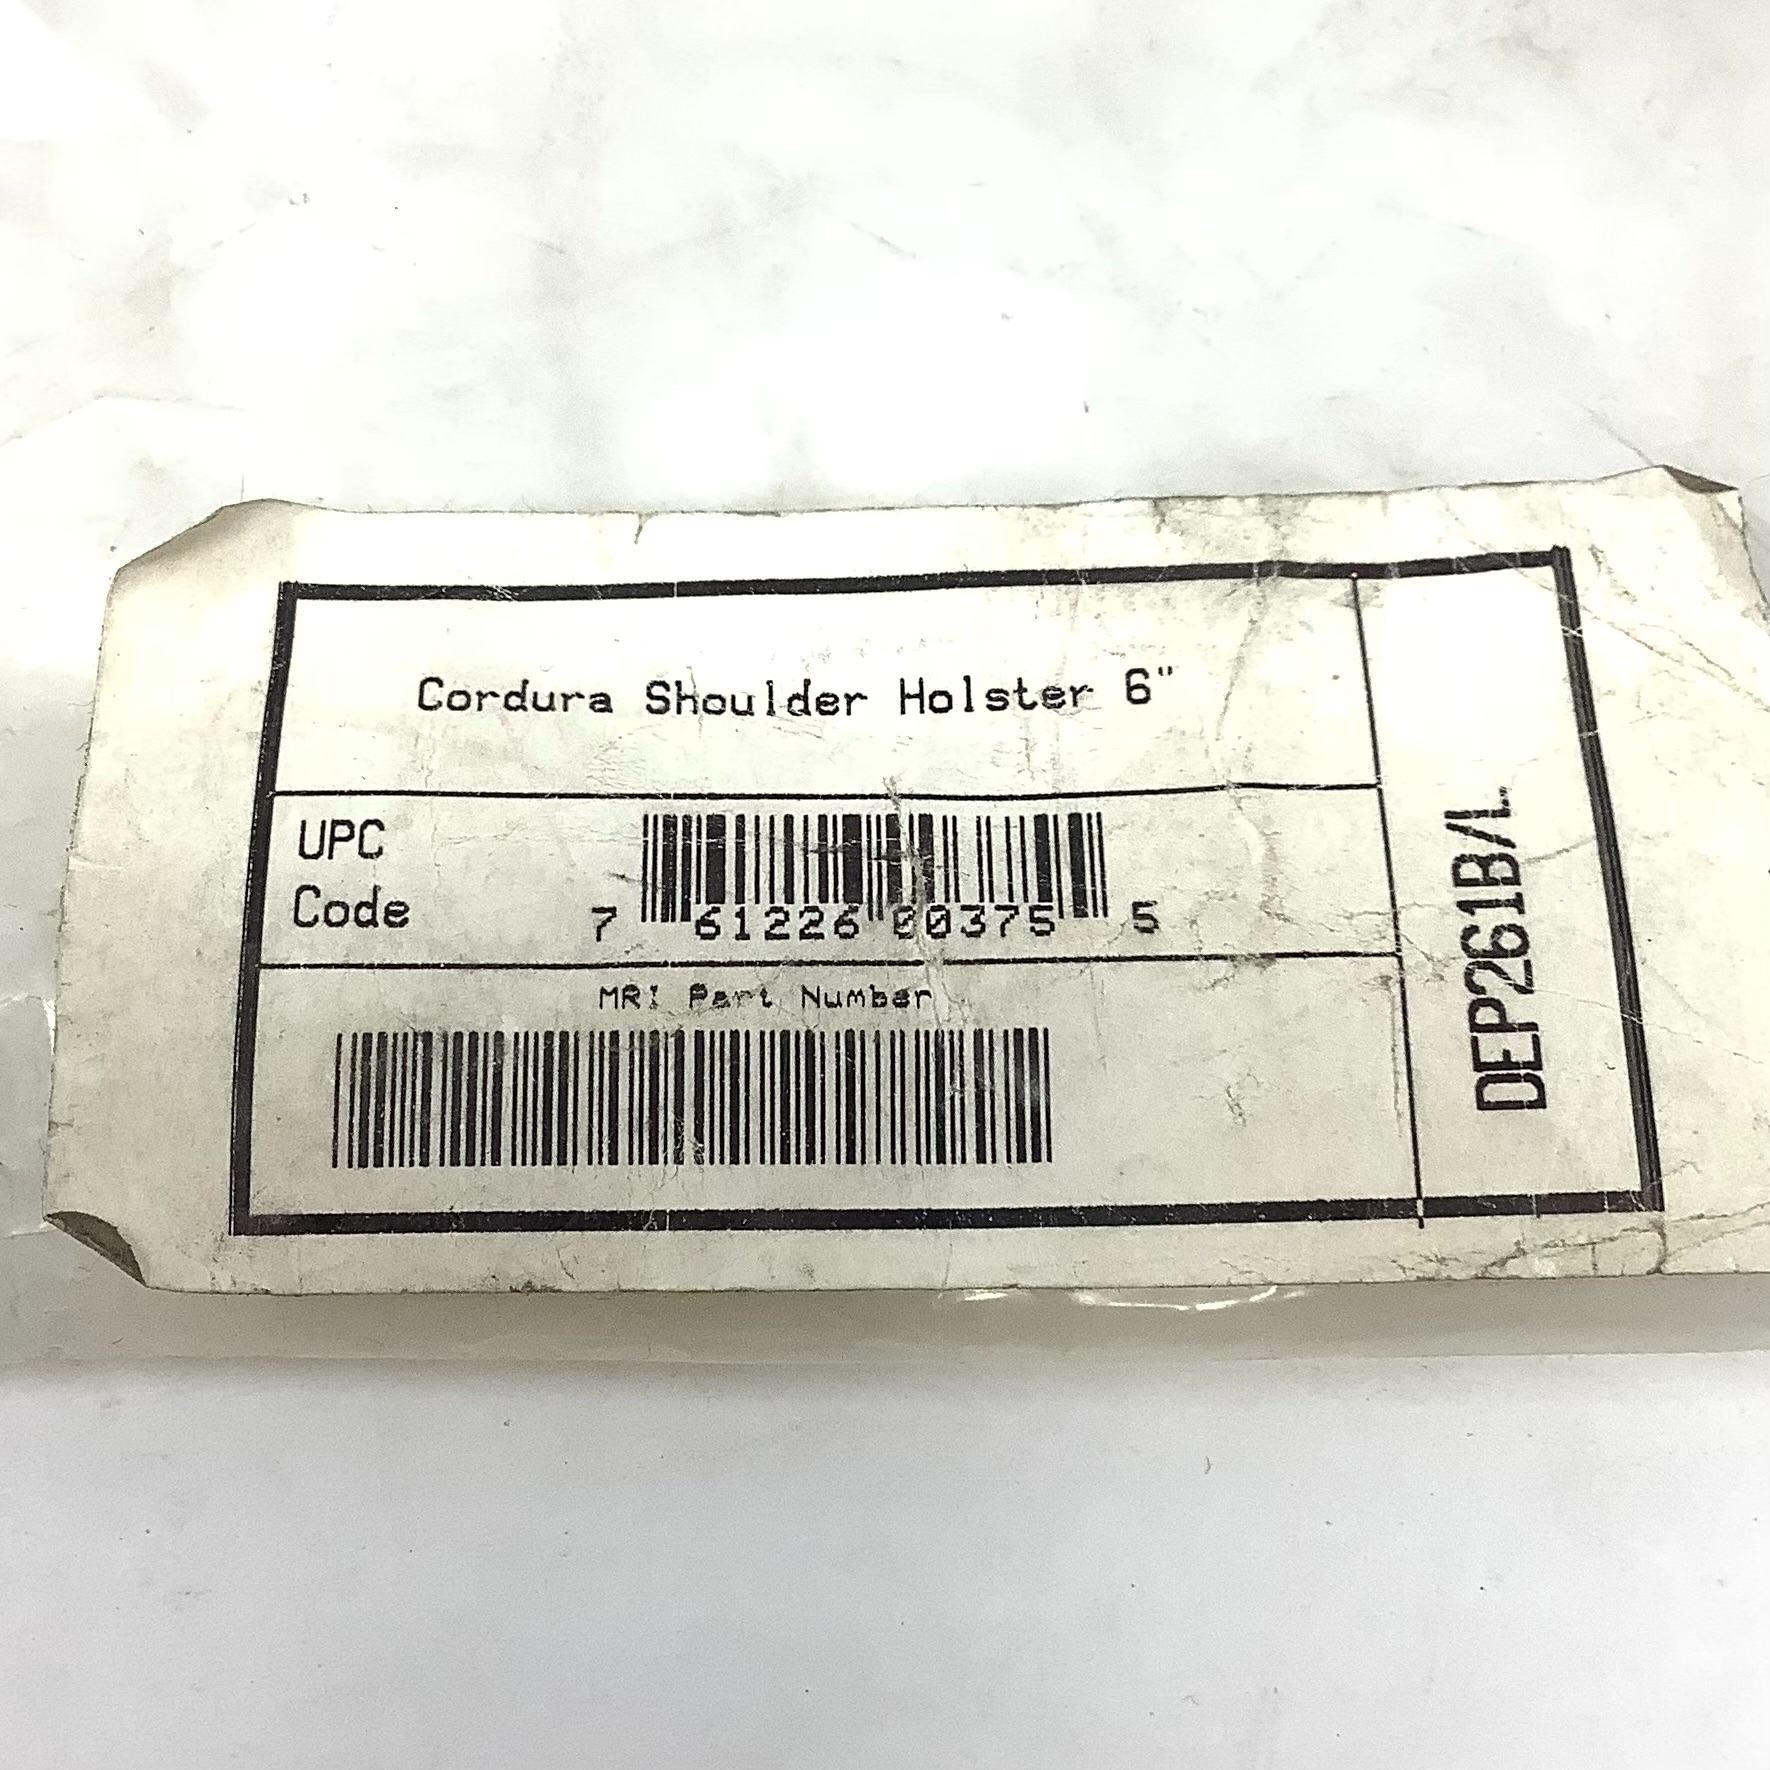 Cordura Shoulder Holster 6"
UPC
Code
7 61226 00375 5
MRI Part Number
DEP261B/L